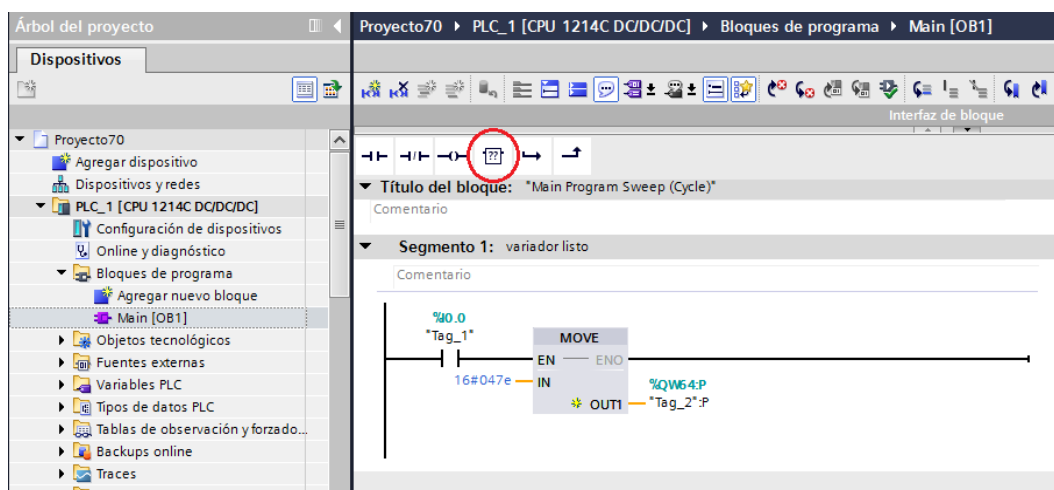 Árbol del proyecto
Dispositivos
Proyecto70
Agregar dispositivo
Dispositivos y redes
PLC_1 [CPU 1214C DC/DC/DC]
Configuración de dispositivos
Online y diagnóstico
Bloques de programa
Agregar nuevo bloque
Main [OB1]
Objetos tecnológicos
Fuentes externas
Variables PLC
Tipos de datos PLC
Tablas de observación y forzado...
Backups online
Traces
Proyecto70 PLC_1 [CPU 1214C DC/DC/DC] Bloques de programa Main [OB1]
Interfaz de bloque
??
Título del bloque: "Main Program Sweep (Cycle)"
Comentario
Segmento 1: variador listo
Comentario
%I0.0
"Tag_1"
MOVE
EN ENO
16#047e IN
%QW64:P
OUT1 "Tag_2":P